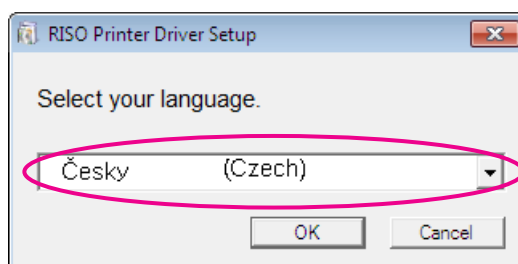 RISO Printer Driver Setup
Select your language.
Česky (Czech)
OK Cancel